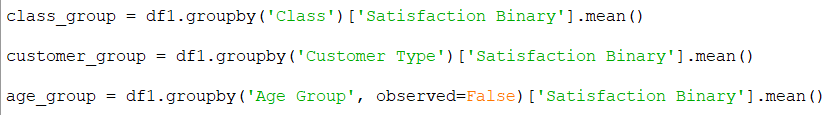 class_group = df1.groupby('Class')['Satisfaction Binary'].mean()
customer_group = df1.groupby('Customer Type')['Satisfaction Binary'].mean()
age_group = df1.groupby('Age Group', observed=False)['Satisfaction Binary'].mean()